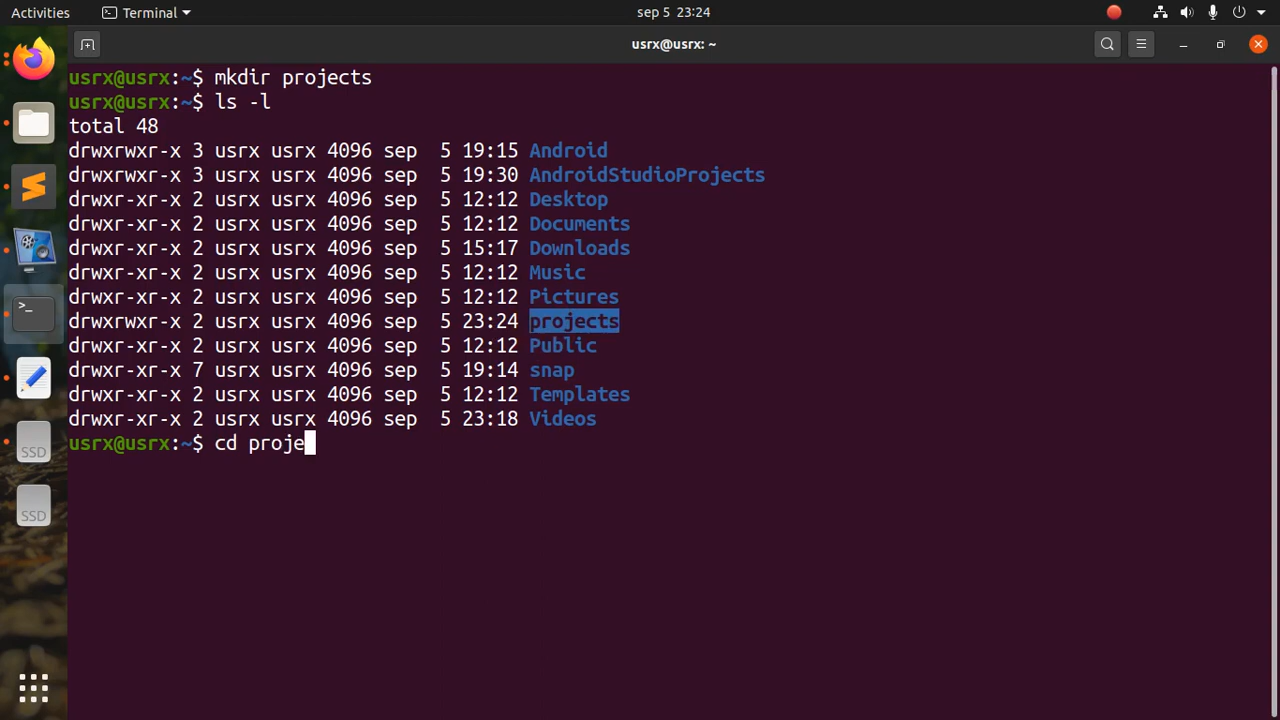 Activities Terminal sep 5 23:24
usrx@usrx: ~
usrx@usrx:~$ mkdir projects
usrx@usrx:~$ ls -l
total 48
drwxrwxr-x 3 usrx usrx 4096 sep  5 19:15 Android
drwxrwxr-x 3 usrx usrx 4096 sep  5 19:30 AndroidStudioProjects
drwxr-xr-x 2 usrx usrx 4096 sep  5 12:12 Desktop
drwxr-xr-x 2 usrx usrx 4096 sep  5 12:12 Documents
drwxr-xr-x 2 usrx usrx 4096 sep  5 15:17 Downloads
drwxr-xr-x 2 usrx usrx 4096 sep  5 12:12 Music
drwxr-xr-x 2 usrx usrx 4096 sep  5 12:12 Pictures
drwxrwxr-x 2 usrx usrx 4096 sep  5 23:24 projects
drwxr-xr-x 2 usrx usrx 4096 sep  5 12:12 Public
drwxr-xr-x 7 usrx usrx 4096 sep  5 19:14 snap
drwxr-xr-x 2 usrx usrx 4096 sep  5 12:12 Templates
drwxr-xr-x 2 usrx usrx 4096 sep  5 23:18 Videos
usrx@usrx:~$ cd proje
SSD
SSD